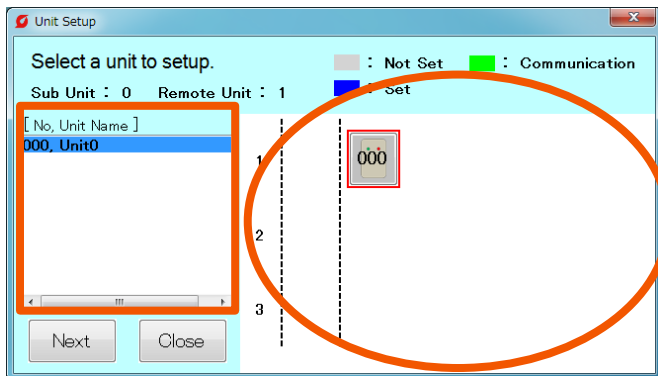 Unit Setup
Select a unit to setup.
: Not Set : Communication
Sub Unit : 0 Remote Unit : 1
: Set
[ No, Unit Name ]
000, Unit0
1
000
2
3
Next Close